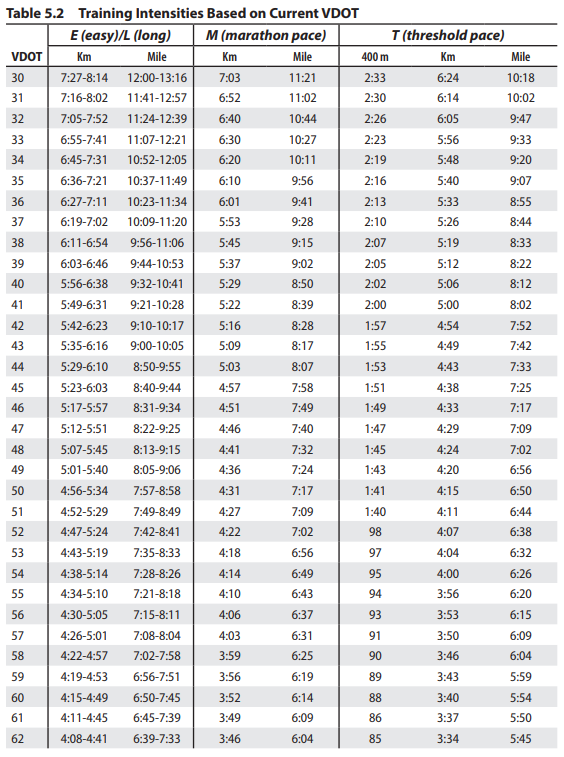 Table 5.2 Training Intensities Based on Current VDOT
E (easy)/L (long) M (marathon pace) T (threshold pace)
VDOT Km Mile Km Mile 400 m Km Mile
30 7:27-8:14 12:00-13:16 7:03 11:21 2:33 6:24 10:18
31 7:16-8:02 11:41-12:57 6:52 11:02 2:30 6:14 10:02
32 7:05-7:52 11:24-12:39 6:40 10:44 2:26 6:05 9:47
33 6:55-7:41 11:07-12:21 6:30 10:27 2:23 5:56 9:33
34 6:45-7:31 10:52-12:05 6:20 10:11 2:19 5:48 9:20
35 6:36-7:21 10:37-11:49 6:10 9:56 2:16 5:40 9:07
36 6:27-7:11 10:23-11:34 6:01 9:41 2:13 5:33 8:55
37 6:19-7:02 10:09-11:20 5:53 9:28 2:10 5:26 8:44
38 6:11-6:54 9:56-11:06 5:45 9:15 2:07 5:19 8:33
39 6:03-6:46 9:44-10:53 5:37 9:02 2:05 5:12 8:22
40 5:56-6:38 9:32-10:41 5:29 8:50 2:02 5:06 8:12
41 5:49-6:31 9:21-10:28 5:22 8:39 2:00 5:00 8:02
42 5:42-6:23 9:10-10:17 5:16 8:28 1:57 4:54 7:52
43 5:35-6:16 9:00-10:05 5:09 8:17 1:55 4:49 7:42
44 5:29-6:10 8:50-9:55 5:03 8:07 1:53 4:43 7:33
45 5:23-6:03 8:40-9:44 4:57 7:58 1:51 4:38 7:25
46 5:17-5:57 8:31-9:34 4:51 7:49 1:49 4:33 7:17
47 5:12-5:51 8:22-9:25 4:46 7:40 1:47 4:29 7:09
48 5:07-5:45 8:13-9:15 4:41 7:32 1:45 4:24 7:02
49 5:01-5:40 8:05-9:06 4:36 7:24 1:43 4:20 6:56
50 4:56-5:34 7:57-8:58 4:31 7:17 1:41 4:15 6:50
51 4:52-5:29 7:49-8:49 4:27 7:09 1:40 4:11 6:44
52 4:47-5:24 7:42-8:41 4:22 7:02 98 4:07 6:38
53 4:43-5:19 7:35-8:33 4:18 6:56 97 4:04 6:32
54 4:38-5:14 7:28-8:26 4:14 6:49 95 4:00 6:26
55 4:34-5:10 7:21-8:18 4:10 6:43 94 3:56 6:20
56 4:30-5:05 7:15-8:11 4:06 6:37 93 3:53 6:15
57 4:26-5:01 7:08-8:04 4:03 6:31 91 3:50 6:09
58 4:22-4:57 7:02-7:58 3:59 6:25 90 3:46 6:04
59 4:19-4:53 6:56-7:51 3:56 6:19 89 3:43 5:59
60 4:15-4:49 6:50-7:45 3:52 6:14 88 3:40 5:54
61 4:11-4:45 6:45-7:39 3:49 6:09 86 3:37 5:50
62 4:08-4:41 6:39-7:33 3:46 6:04 85 3:34 5:45